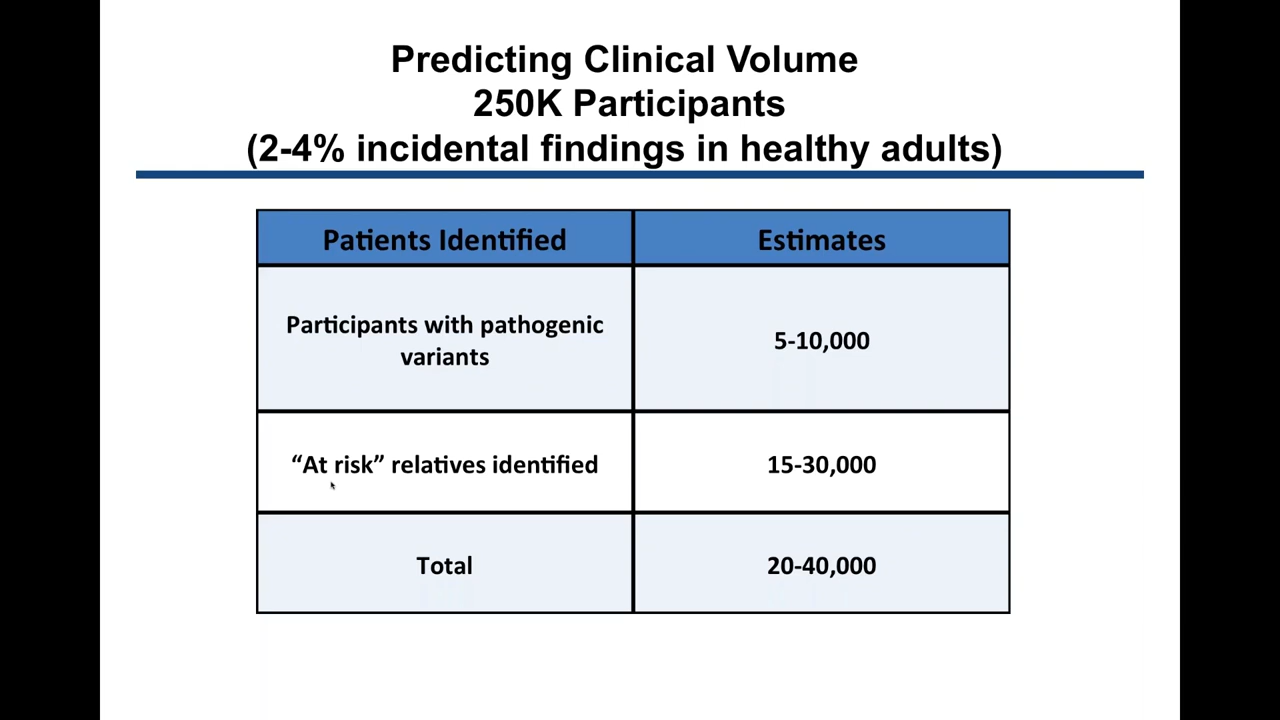 Predicting Clinical Volume
250K Participants
(2-4% incidental findings in healthy adults)
Patients Identified
Estimates
Participants with pathogenic
variants
5-10,000
“At risk” relatives identified
15-30,000
Total
20-40,000